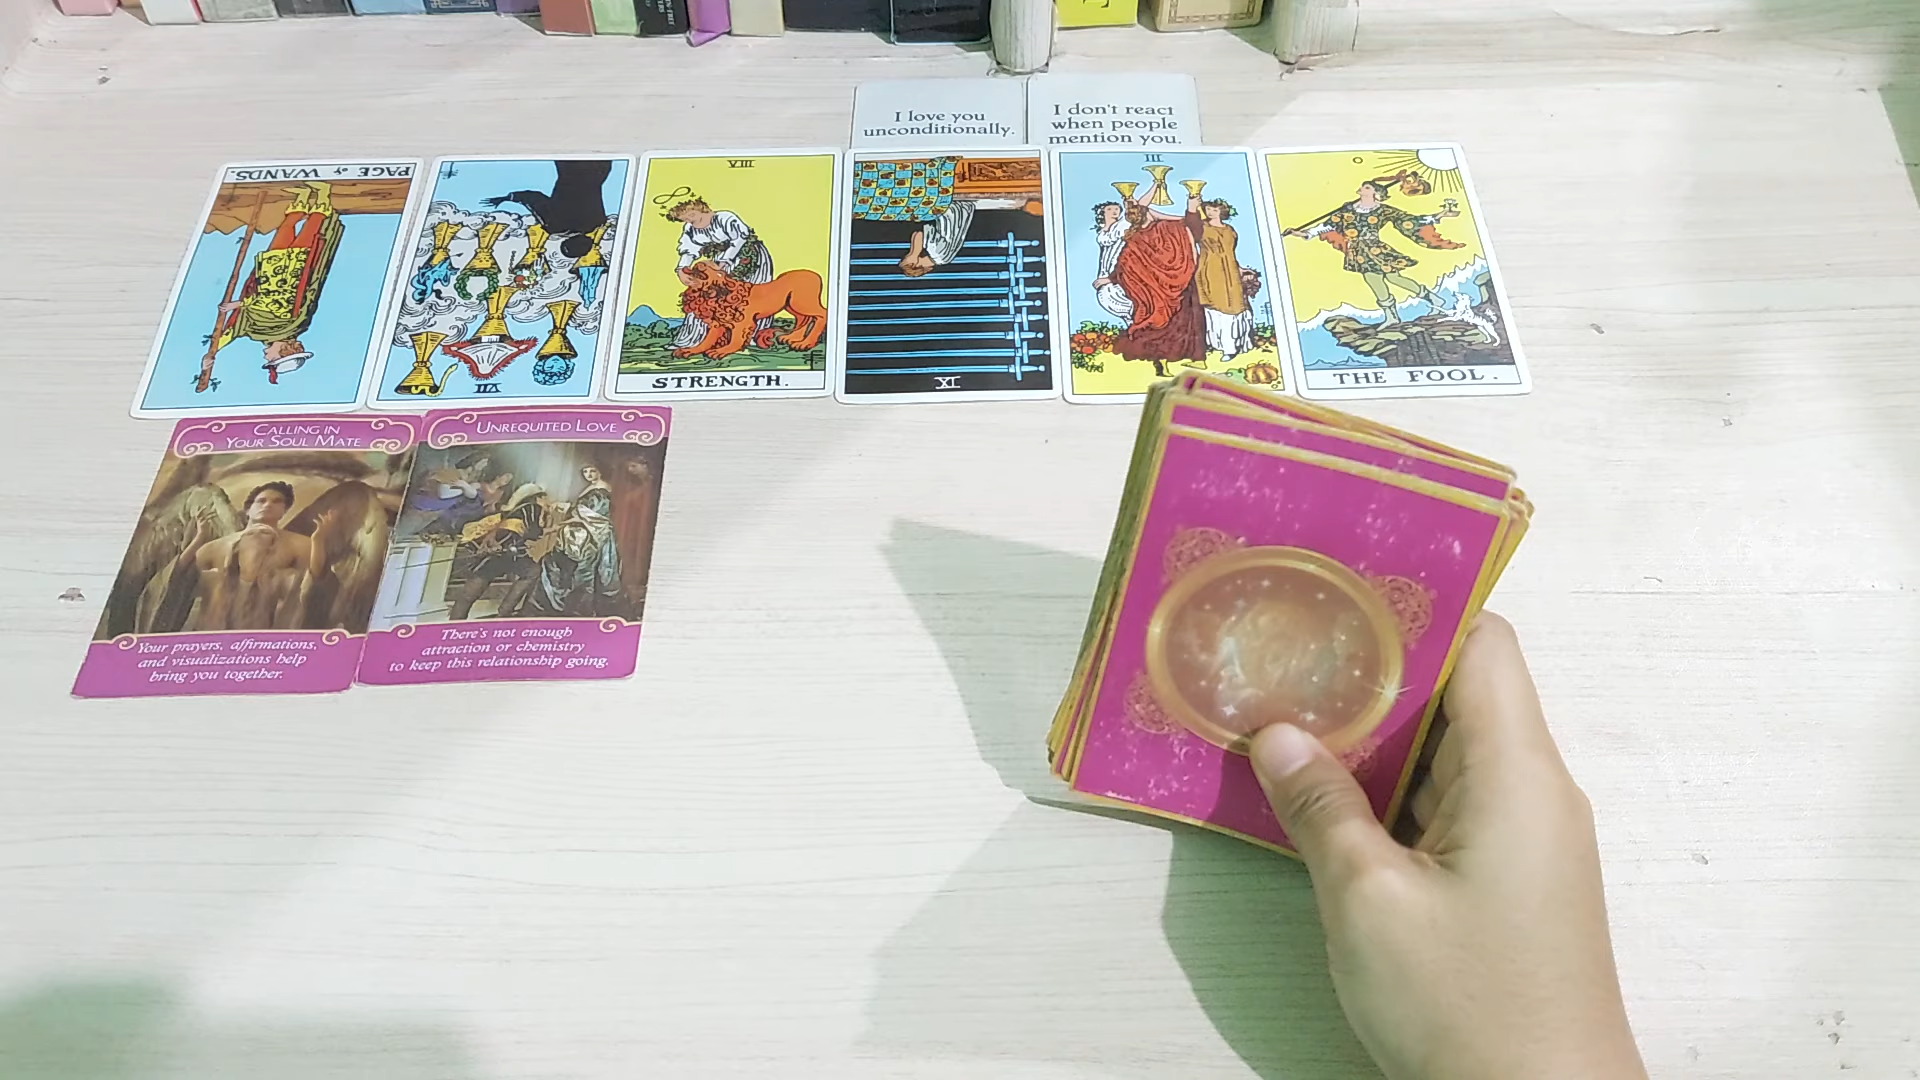 I love you
unconditionally.
I don't react
when people
mention you.
PAGE of WANDS.
VII
VIII
STRENGTH.
IX
III
THE FOOL.
CALLING IN
YOUR SOUL MATE
Your prayers, affirmations,
and visualizations help
bring you together.
UNREQUITED LOVE
There's not enough
attraction or chemistry
to keep this relationship going.